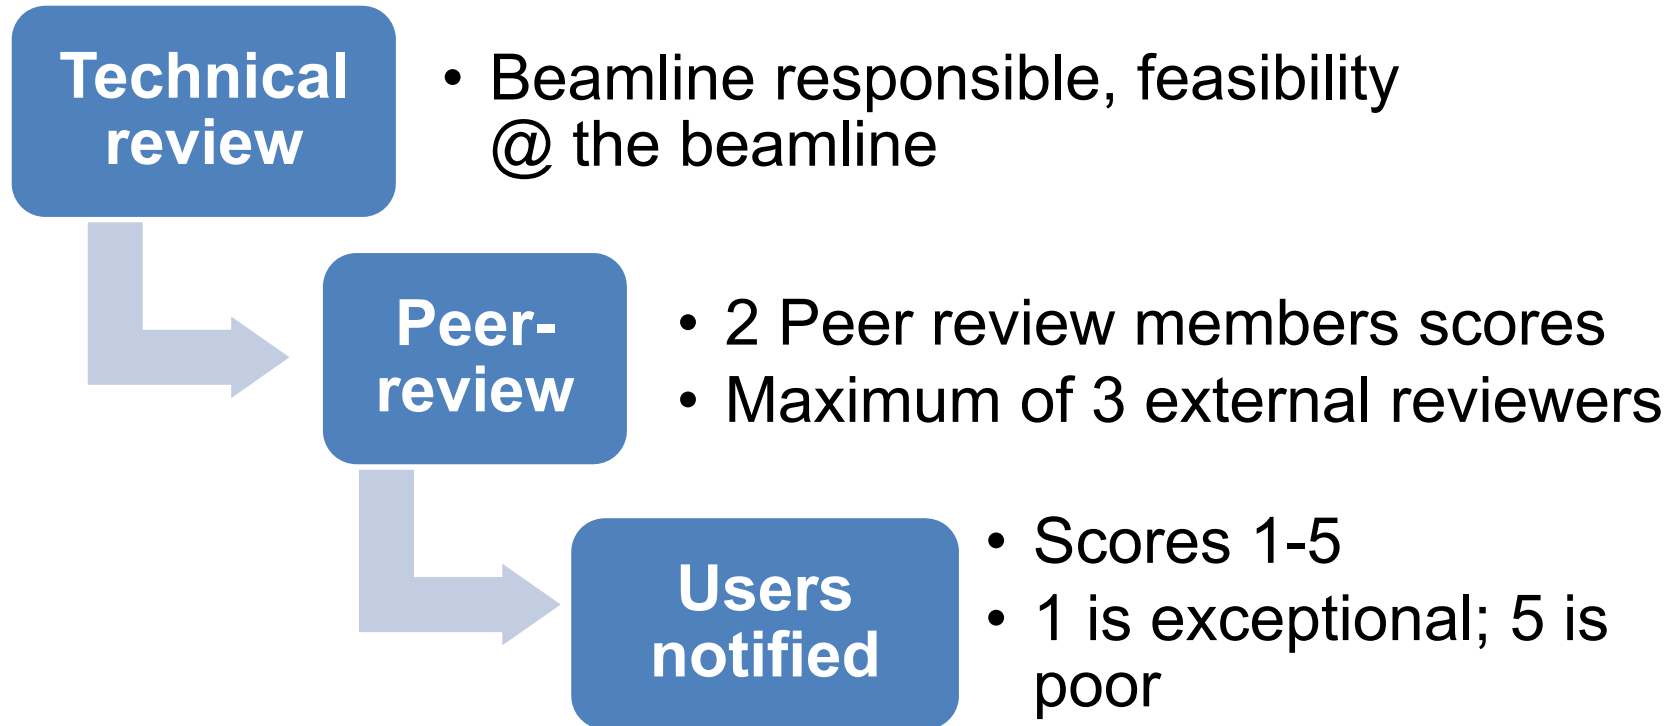 Technical
review
• Beamline responsible, feasibility
@ the beamline
Peer-
review
• 2 Peer review members scores
• Maximum of 3 external reviewers
Users
notified
• Scores 1-5
• 1 is exceptional; 5 is
poor